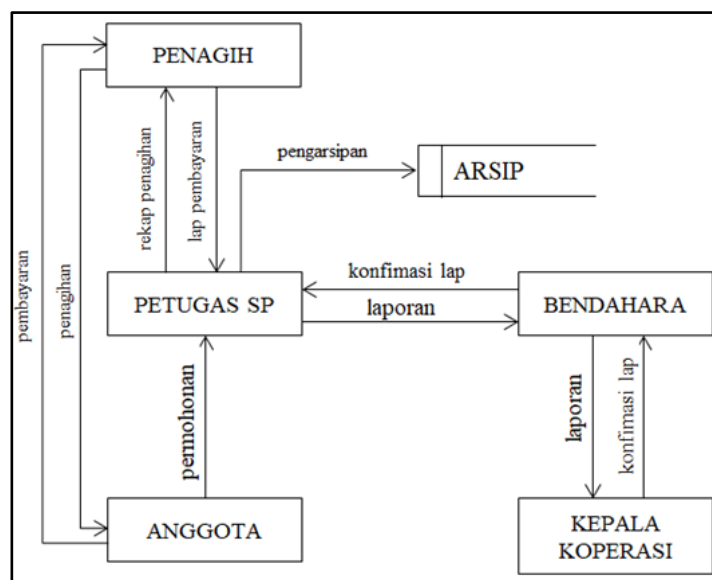 PENAGIH
pengarsipan
ARSIP
rekap penagihan
lap pembayaran
pembayaran
penagihan
konfimasi lap
PETUGAS SP
laporan
BENDAHARA
permohonan
laporan
konfimasi lap
ANGGOTA
KEPALA
KOPERASI